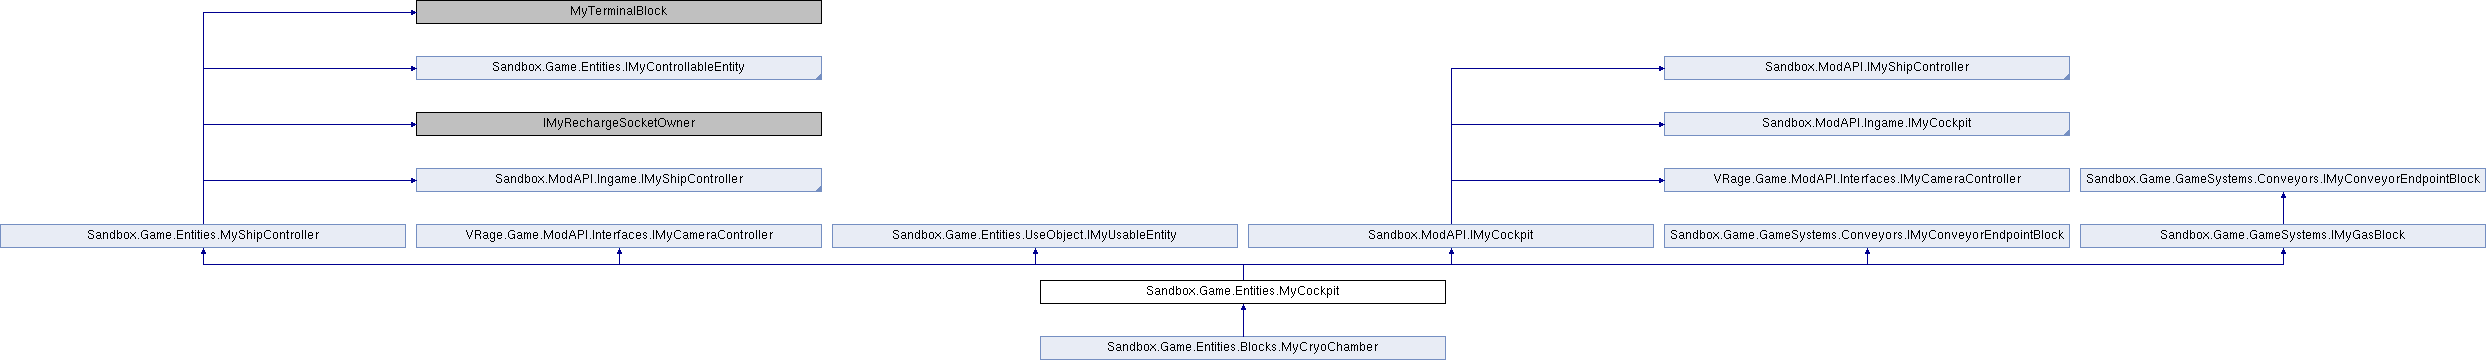 MyTerminalBlock
Sandbox.Game.Entities.IMyControllableEntity
Sandbox.ModAPI.IMyShipController
IMyRechargeSocketOwner
Sandbox.ModAPI.Ingame.IMyCockpit
Sandbox.ModAPI.Ingame.IMyShipController
VRage.Game.ModAPI.Interfaces.IMyCameraController
Sandbox.Game.GameSystems.Conveyors.IMyConveyorEndpointBlock
Sandbox.Game.Entities.MyShipController
VRage.Game.ModAPI.Interfaces.IMyCameraController
Sandbox.Game.Entities.UseObject.IMyUsableEntity
Sandbox.ModAPI.IMyCockpit
Sandbox.Game.GameSystems.Conveyors.IMyConveyorEndpointBlock
Sandbox.Game.GameSystems.IMyGasBlock
Sandbox.Game.Entities.MyCockpit
Sandbox.Game.Entities.Blocks.MyCryoChamber